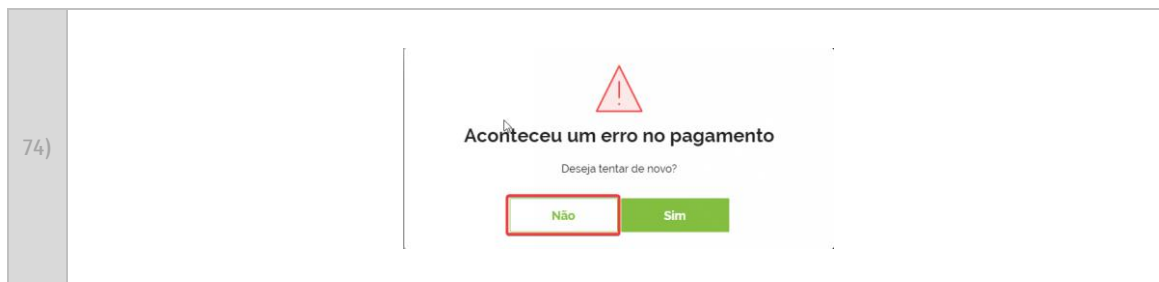 74)
Aconteceu um erro no pagamento
Deseja tentar de novo?
Não
Sim